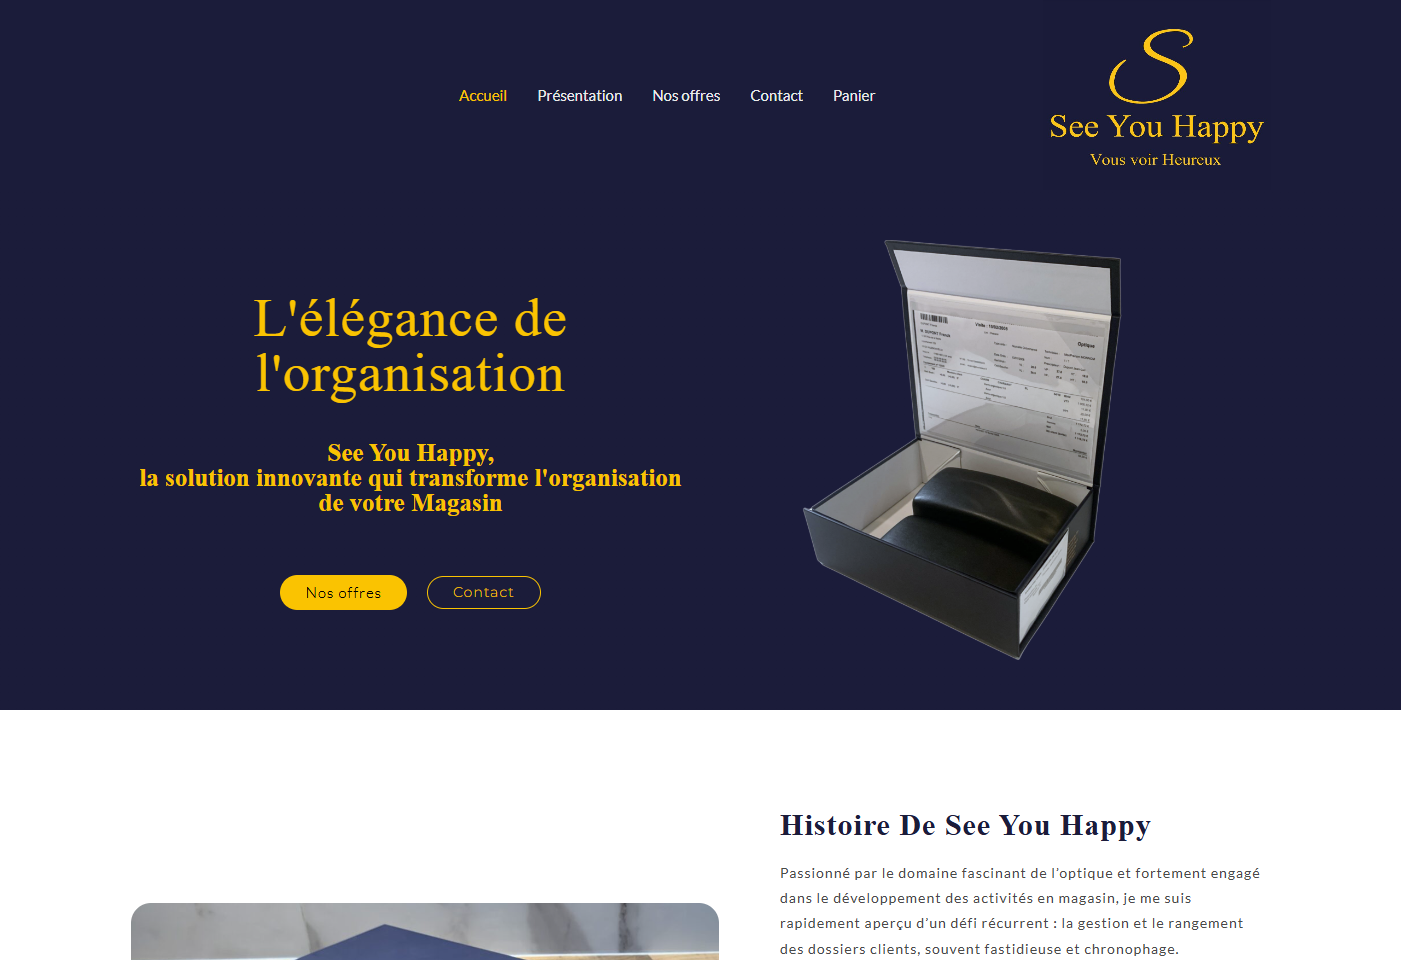 Accueil
Présentation
Nos offres
Contact
Panier
S
See You Happy
Vous voir Heureux
L'élégance de
l'organisation
See You Happy,
la solution innovante qui transforme l'organisation
de votre Magasin
Nos offres
Contact
Optique
Histoire De See You Happy
Passionné par le domaine fascinant de l’optique et fortement engagé
dans le développement des activités en magasin, je me suis
rapidement aperçu d’un défi récurrent : la gestion et le rangement
des dossiers clients, souvent fastidieuse et chronophage.